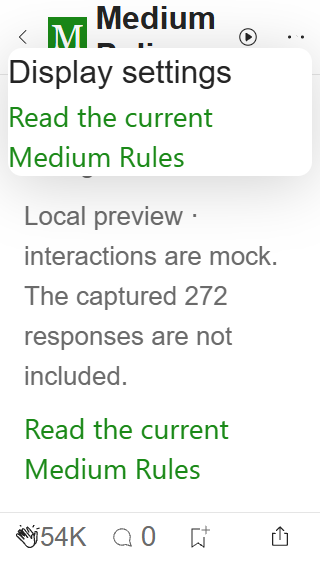 M Medium
Display settings
Read the current
Medium Rules
Local preview ·
interactions are mock.
The captured 272
responses are not
included.
Read the current
Medium Rules
54K 0